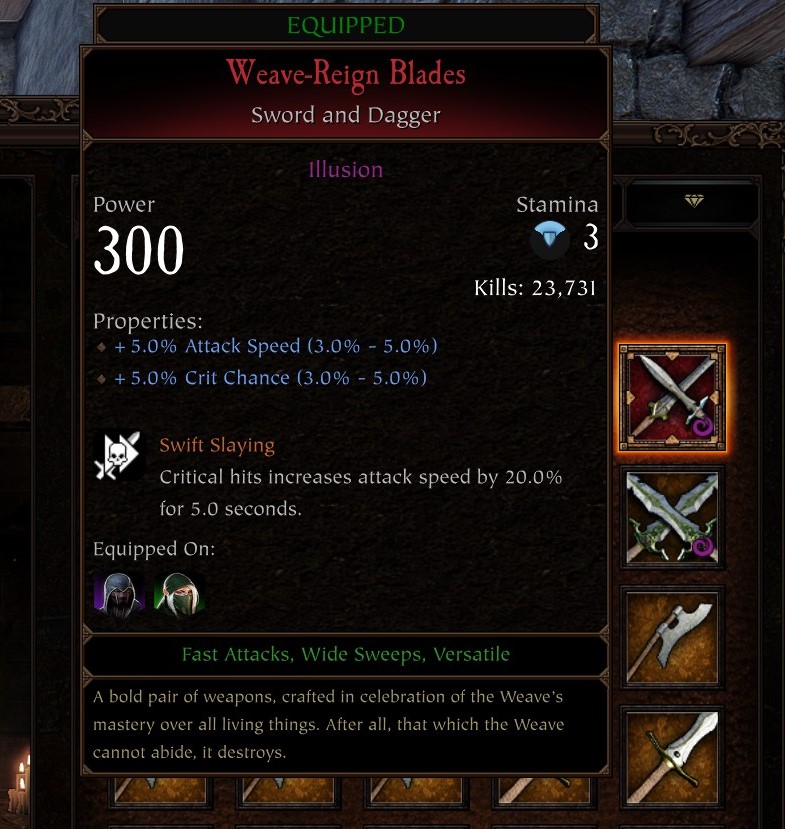 EQUIPPED
Weave-Reign Blades
Sword and Dagger
Illusion
Power
Stamina
300
3
Kills: 23,731
Properties:
+5.0% Attack Speed (3.0% - 5.0%)
+5.0% Crit Chance (3.0% - 5.0%)
Swift Slaying
Critical hits increases attack speed by 20.0%
for 5.0 seconds.
Equipped On:
Fast Attacks, Wide Sweeps, Versatile
A bold pair of weapons, crafted in celebration of the Weave's
mastery over all living things. After all, that which the Weave
cannot abide, it destroys.